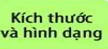 Kích thước
và hình dạng